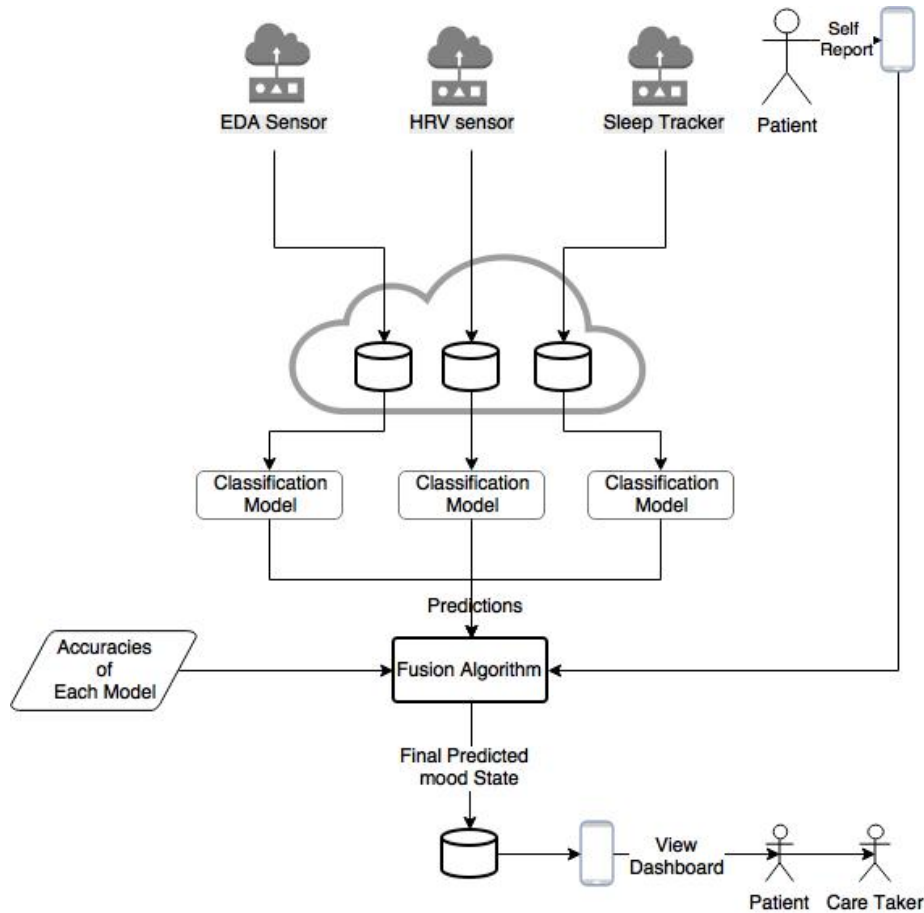 Self
Report
EDA Sensor
HRV sensor
Sleep Tracker
Patient
Classification
Model
Classification
Model
Classification
Model
Predictions
Accuracies
of
Each Model
Fusion Algorithm
Final Predicted
mood State
View
Dashboard
Patient
Care Taker